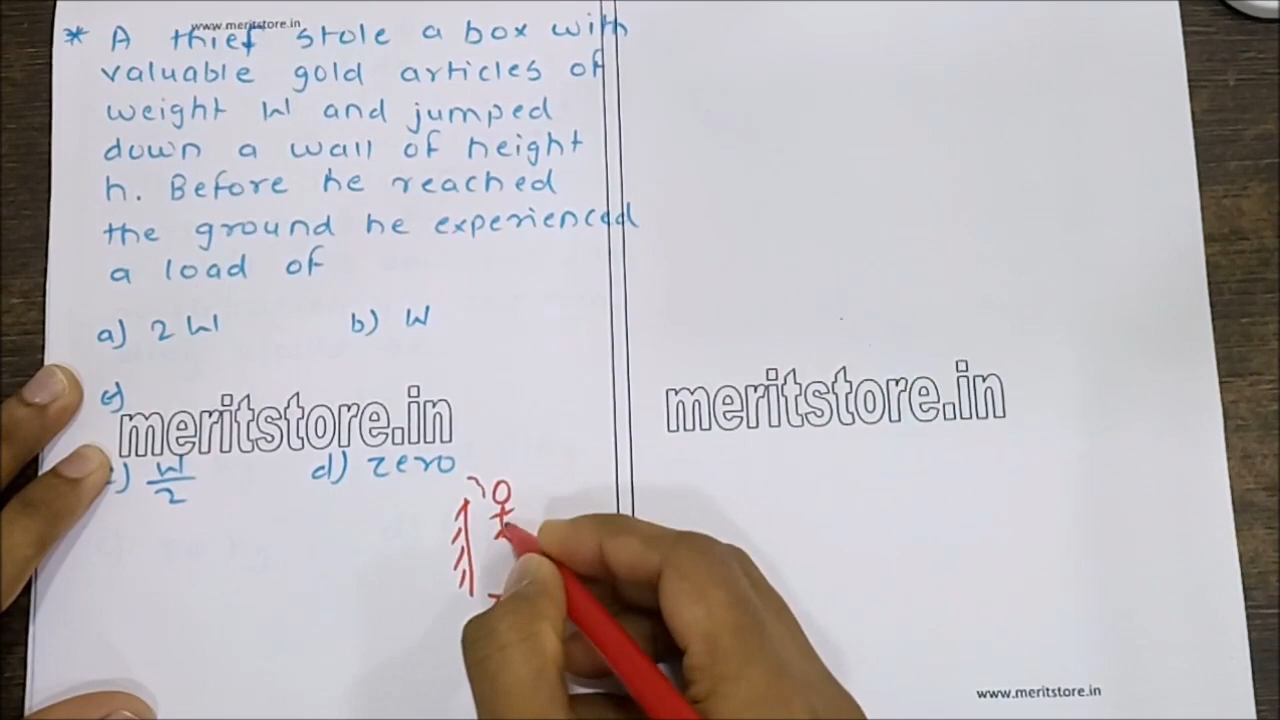 www.meritstore.in
* A thief stole a box with
valuable gold articles of
weight W and jumped
down a wall of height
h. Before he reached
the ground he experienced
a load of
a) 2W b) W
c)
meritstore.in
c) W/2 d) zero
meritstore.in
www.meritstore.in